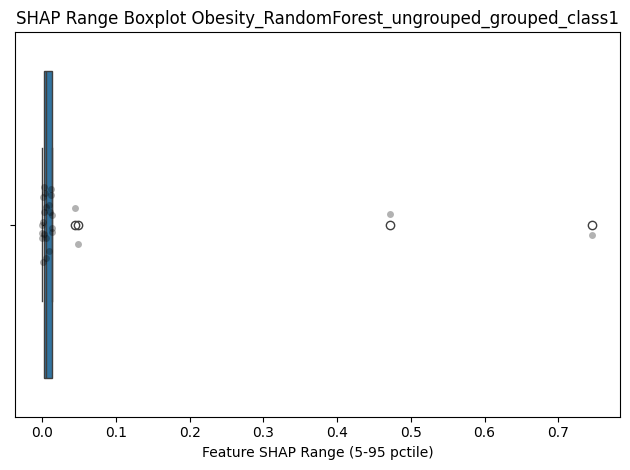 SHAP Range Boxplot Obesity_RandomForest_ungrouped_grouped_class1
0.0 0.1 0.2 0.3 0.4 0.5 0.6 0.7
Feature SHAP Range (5-95 pctile)